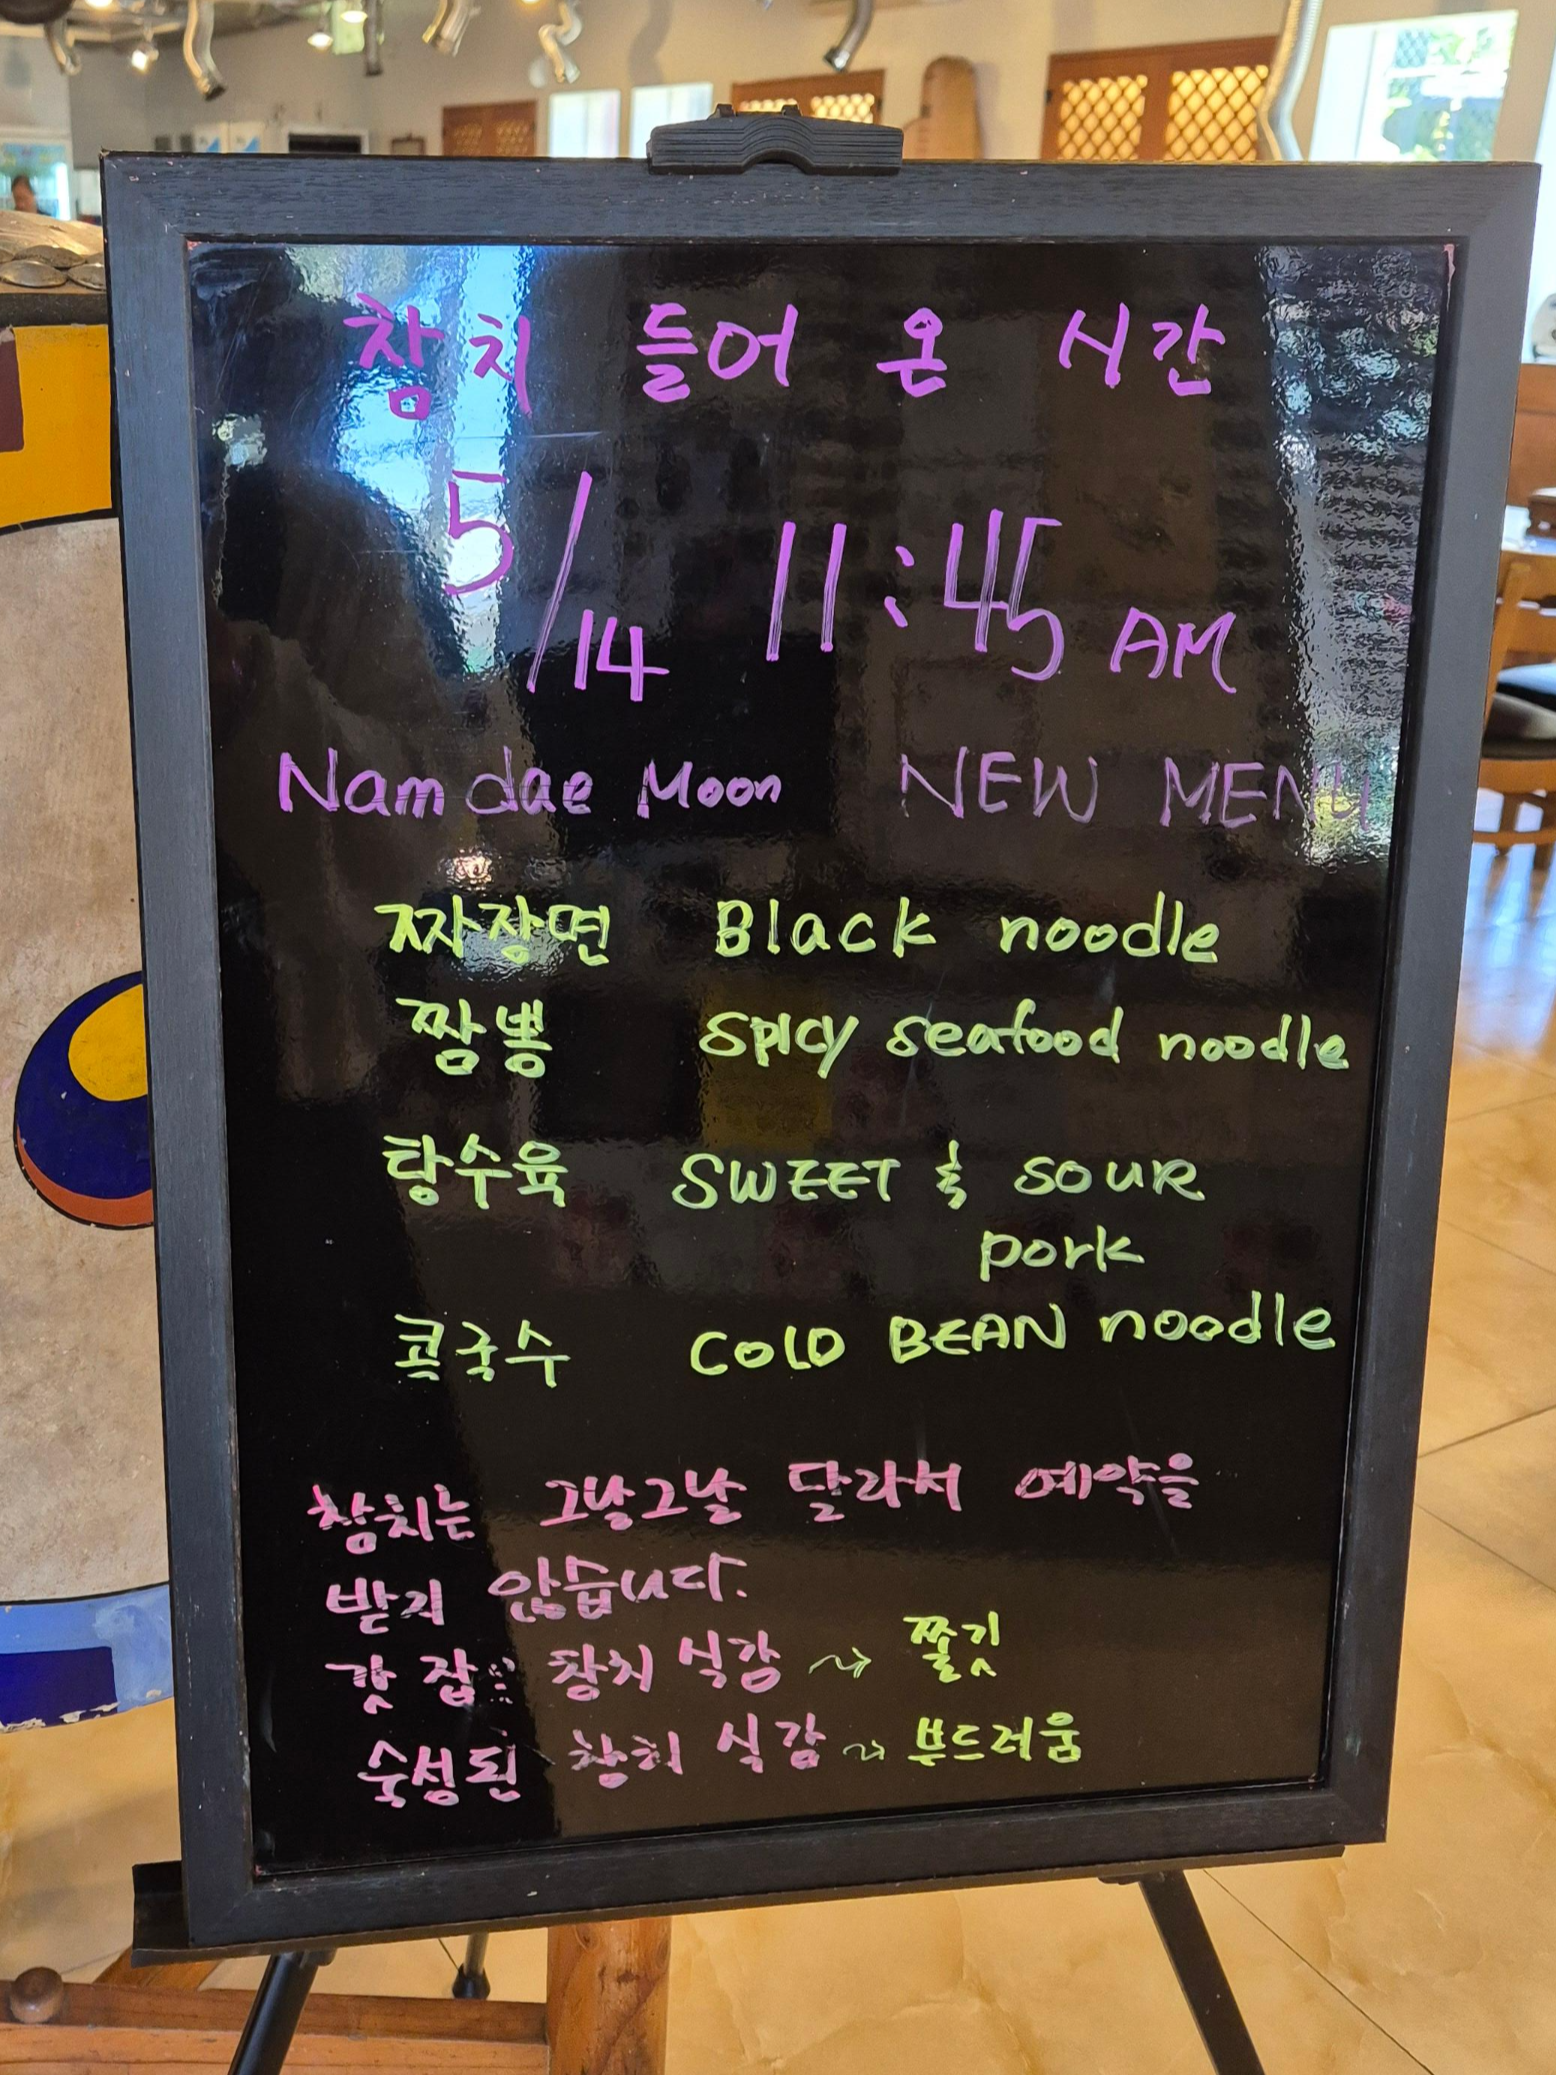 참치 들어 온 시간
5/14 11:45 AM
Namdae Moon NEW MENU
짜장면 Black noodle
짬뽕 Spicy seafood noodle
탕수육 SWEET & SOUR
pork
콩국수 COLD BEAN noodle
참치는 그날그날 달라서 예약을
받지 않습니다.
갓 잡 참치 식감 → 쫄깃
숙성된 참치 식감 → 부드러움